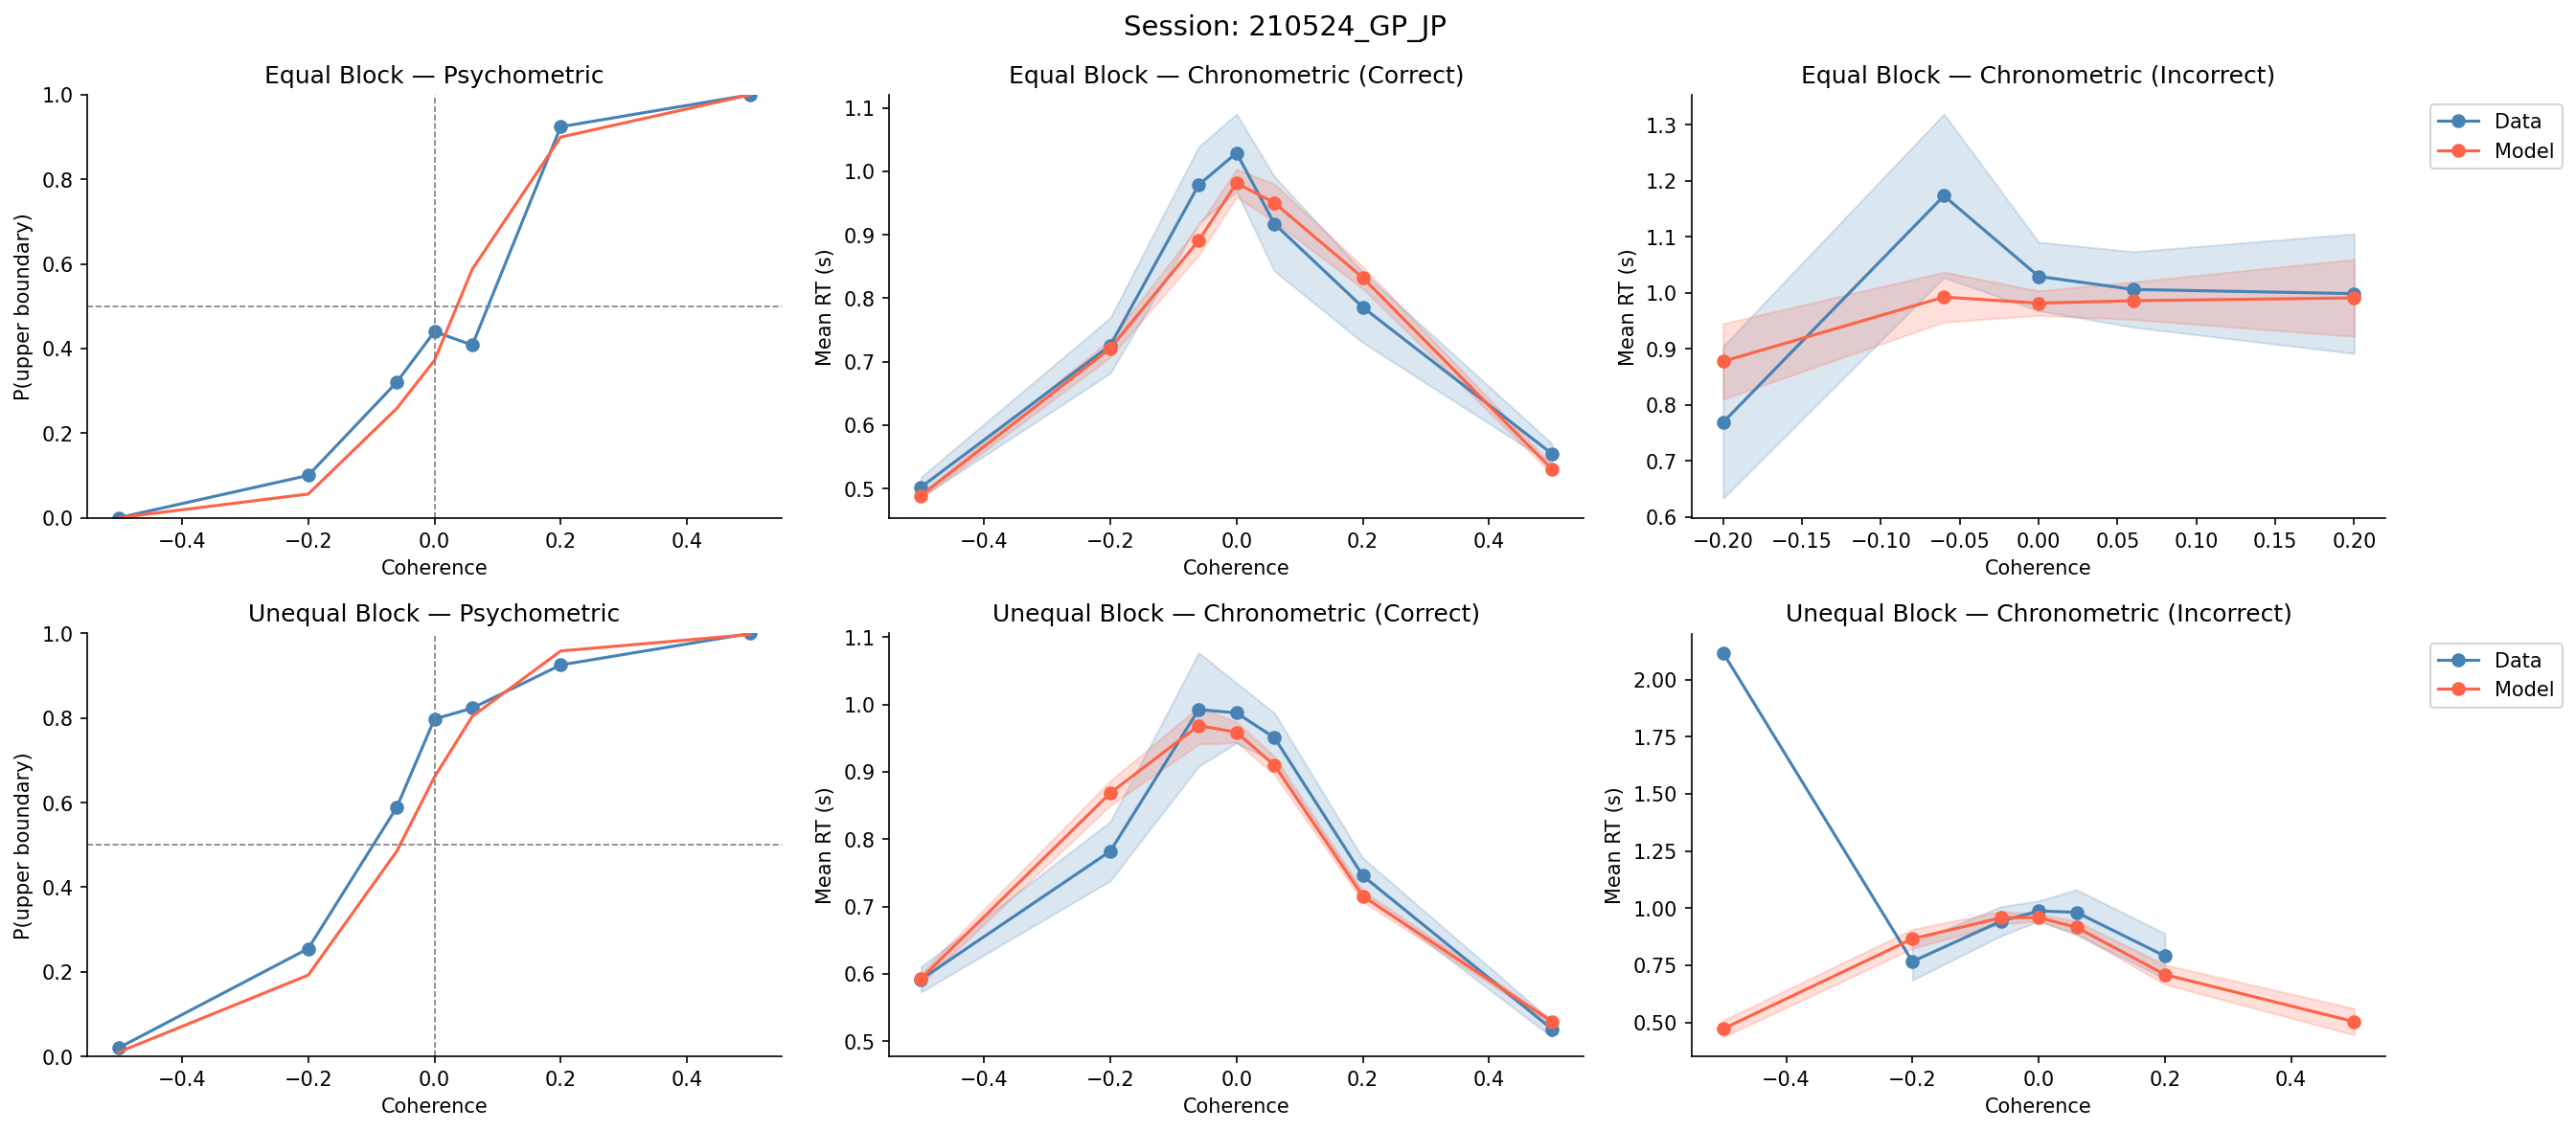 Session: 210524_GP_JP
Equal Block — Psychometric
P(upper boundary)
1.0
0.8
0.6
0.4
0.2
0.0
−0.4 −0.2 0.0 0.2 0.4
Coherence
Equal Block — Chronometric (Correct)
Mean RT (s)
1.1
1.0
0.9
0.8
0.7
0.6
0.5
−0.4 −0.2 0.0 0.2 0.4
Coherence
Equal Block — Chronometric (Incorrect)
Mean RT (s)
1.3
1.2
1.1
1.0
0.9
0.8
0.7
0.6
−0.20 −0.15 −0.10 −0.05 0.00 0.05 0.10 0.15 0.20
Coherence
Data
Model
Unequal Block — Psychometric
P(upper boundary)
1.0
0.8
0.6
0.4
0.2
0.0
−0.4 −0.2 0.0 0.2 0.4
Coherence
Unequal Block — Chronometric (Correct)
Mean RT (s)
1.1
1.0
0.9
0.8
0.7
0.6
0.5
−0.4 −0.2 0.0 0.2 0.4
Coherence
Unequal Block — Chronometric (Incorrect)
Mean RT (s)
2.00
1.75
1.50
1.25
1.00
0.75
0.50
−0.4 −0.2 0.0 0.2 0.4
Coherence
Data
Model